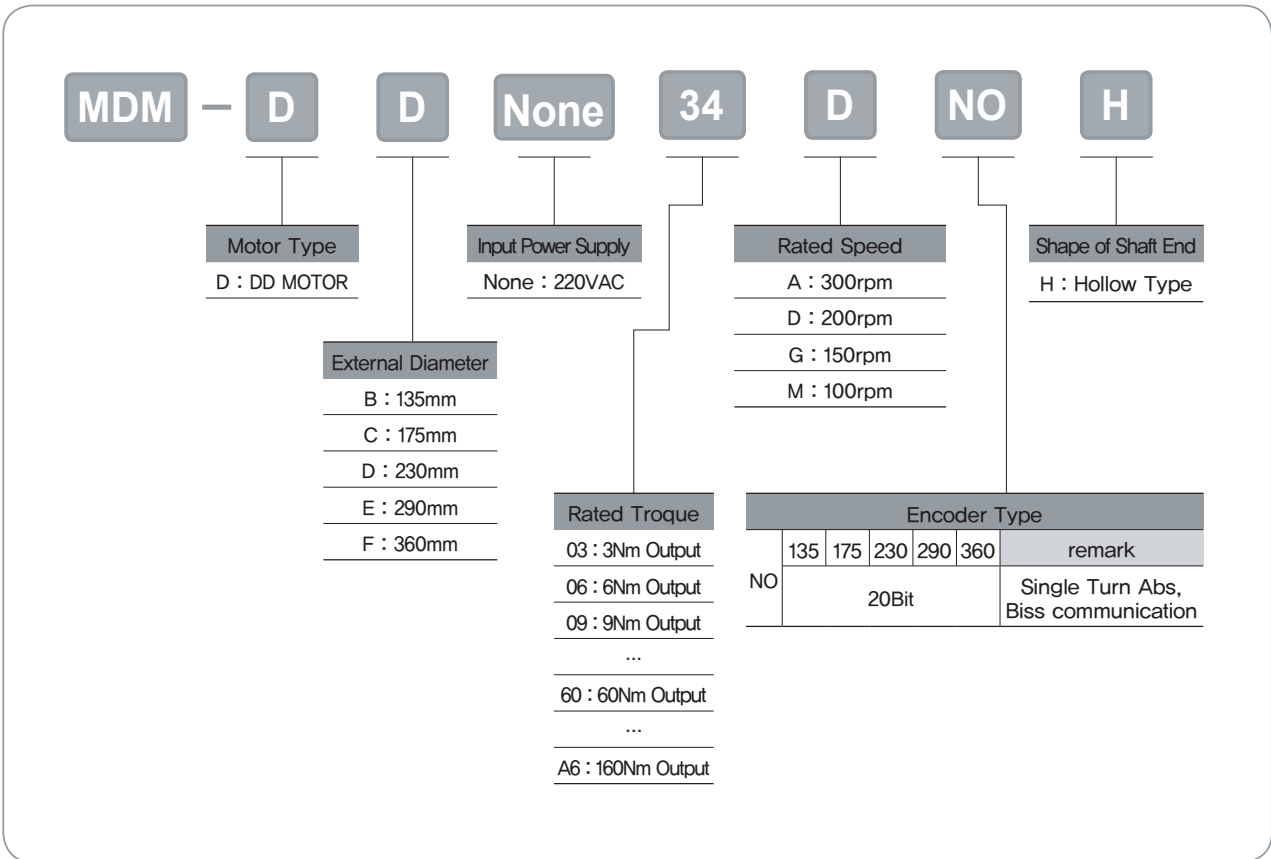 MDM – D D None 34 D NO H
Motor Type
D : DD MOTOR
External Diameter
B : 135mm
C : 175mm
D : 230mm
E : 290mm
F : 360mm
Input Power Supply
None : 220VAC
Rated Troque
03 : 3Nm Output
06 : 6Nm Output
09 : 9Nm Output
...
60 : 60Nm Output
...
A6 : 160Nm Output
Rated Speed
A : 300rpm
D : 200rpm
G : 150rpm
M : 100rpm
Encoder Type
135 175 230 290 360 remark
NO 20Bit Single Turn Abs,
Biss communication
Shape of Shaft End
H : Hollow Type